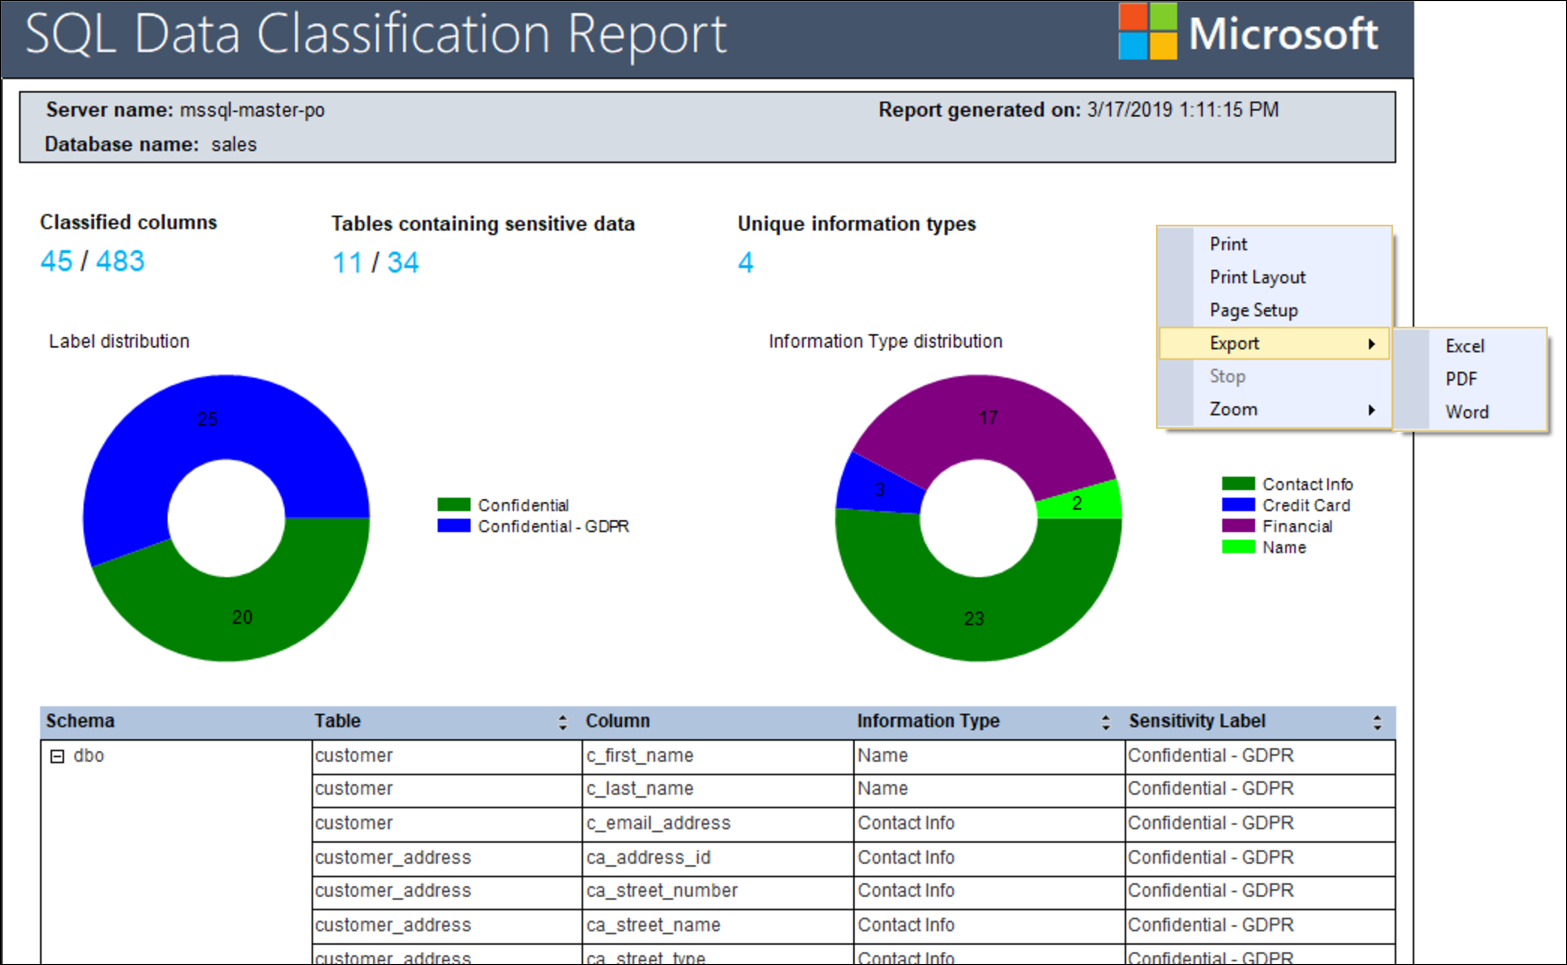 SQL Data Classification Report
Microsoft
Server name: mssql-master-po
Report generated on: 3/17/2019 1:11:15 PM
Database name: sales
Classified columns
45 / 483
Tables containing sensitive data
11 / 34
Unique information types
4
Print
Print Layout
Page Setup
Export
Stop
Zoom
Excel
PDF
Word
Label distribution
25
20
Confidential
Confidential - GDPR
Information Type distribution
17
3
2
23
Contact Info
Credit Card
Financial
Name
Schema Table Column Information Type Sensitivity Label
dbo customer c_first_name Name Confidential - GDPR
customer c_last_name Name Confidential - GDPR
customer c_email_address Contact Info Confidential - GDPR
customer_address ca_address_id Contact Info Confidential - GDPR
customer_address ca_street_number Contact Info Confidential - GDPR
customer_address ca_street_name Contact Info Confidential - GDPR
customer_address ca_street_type Contact Info Confidential - GDPR